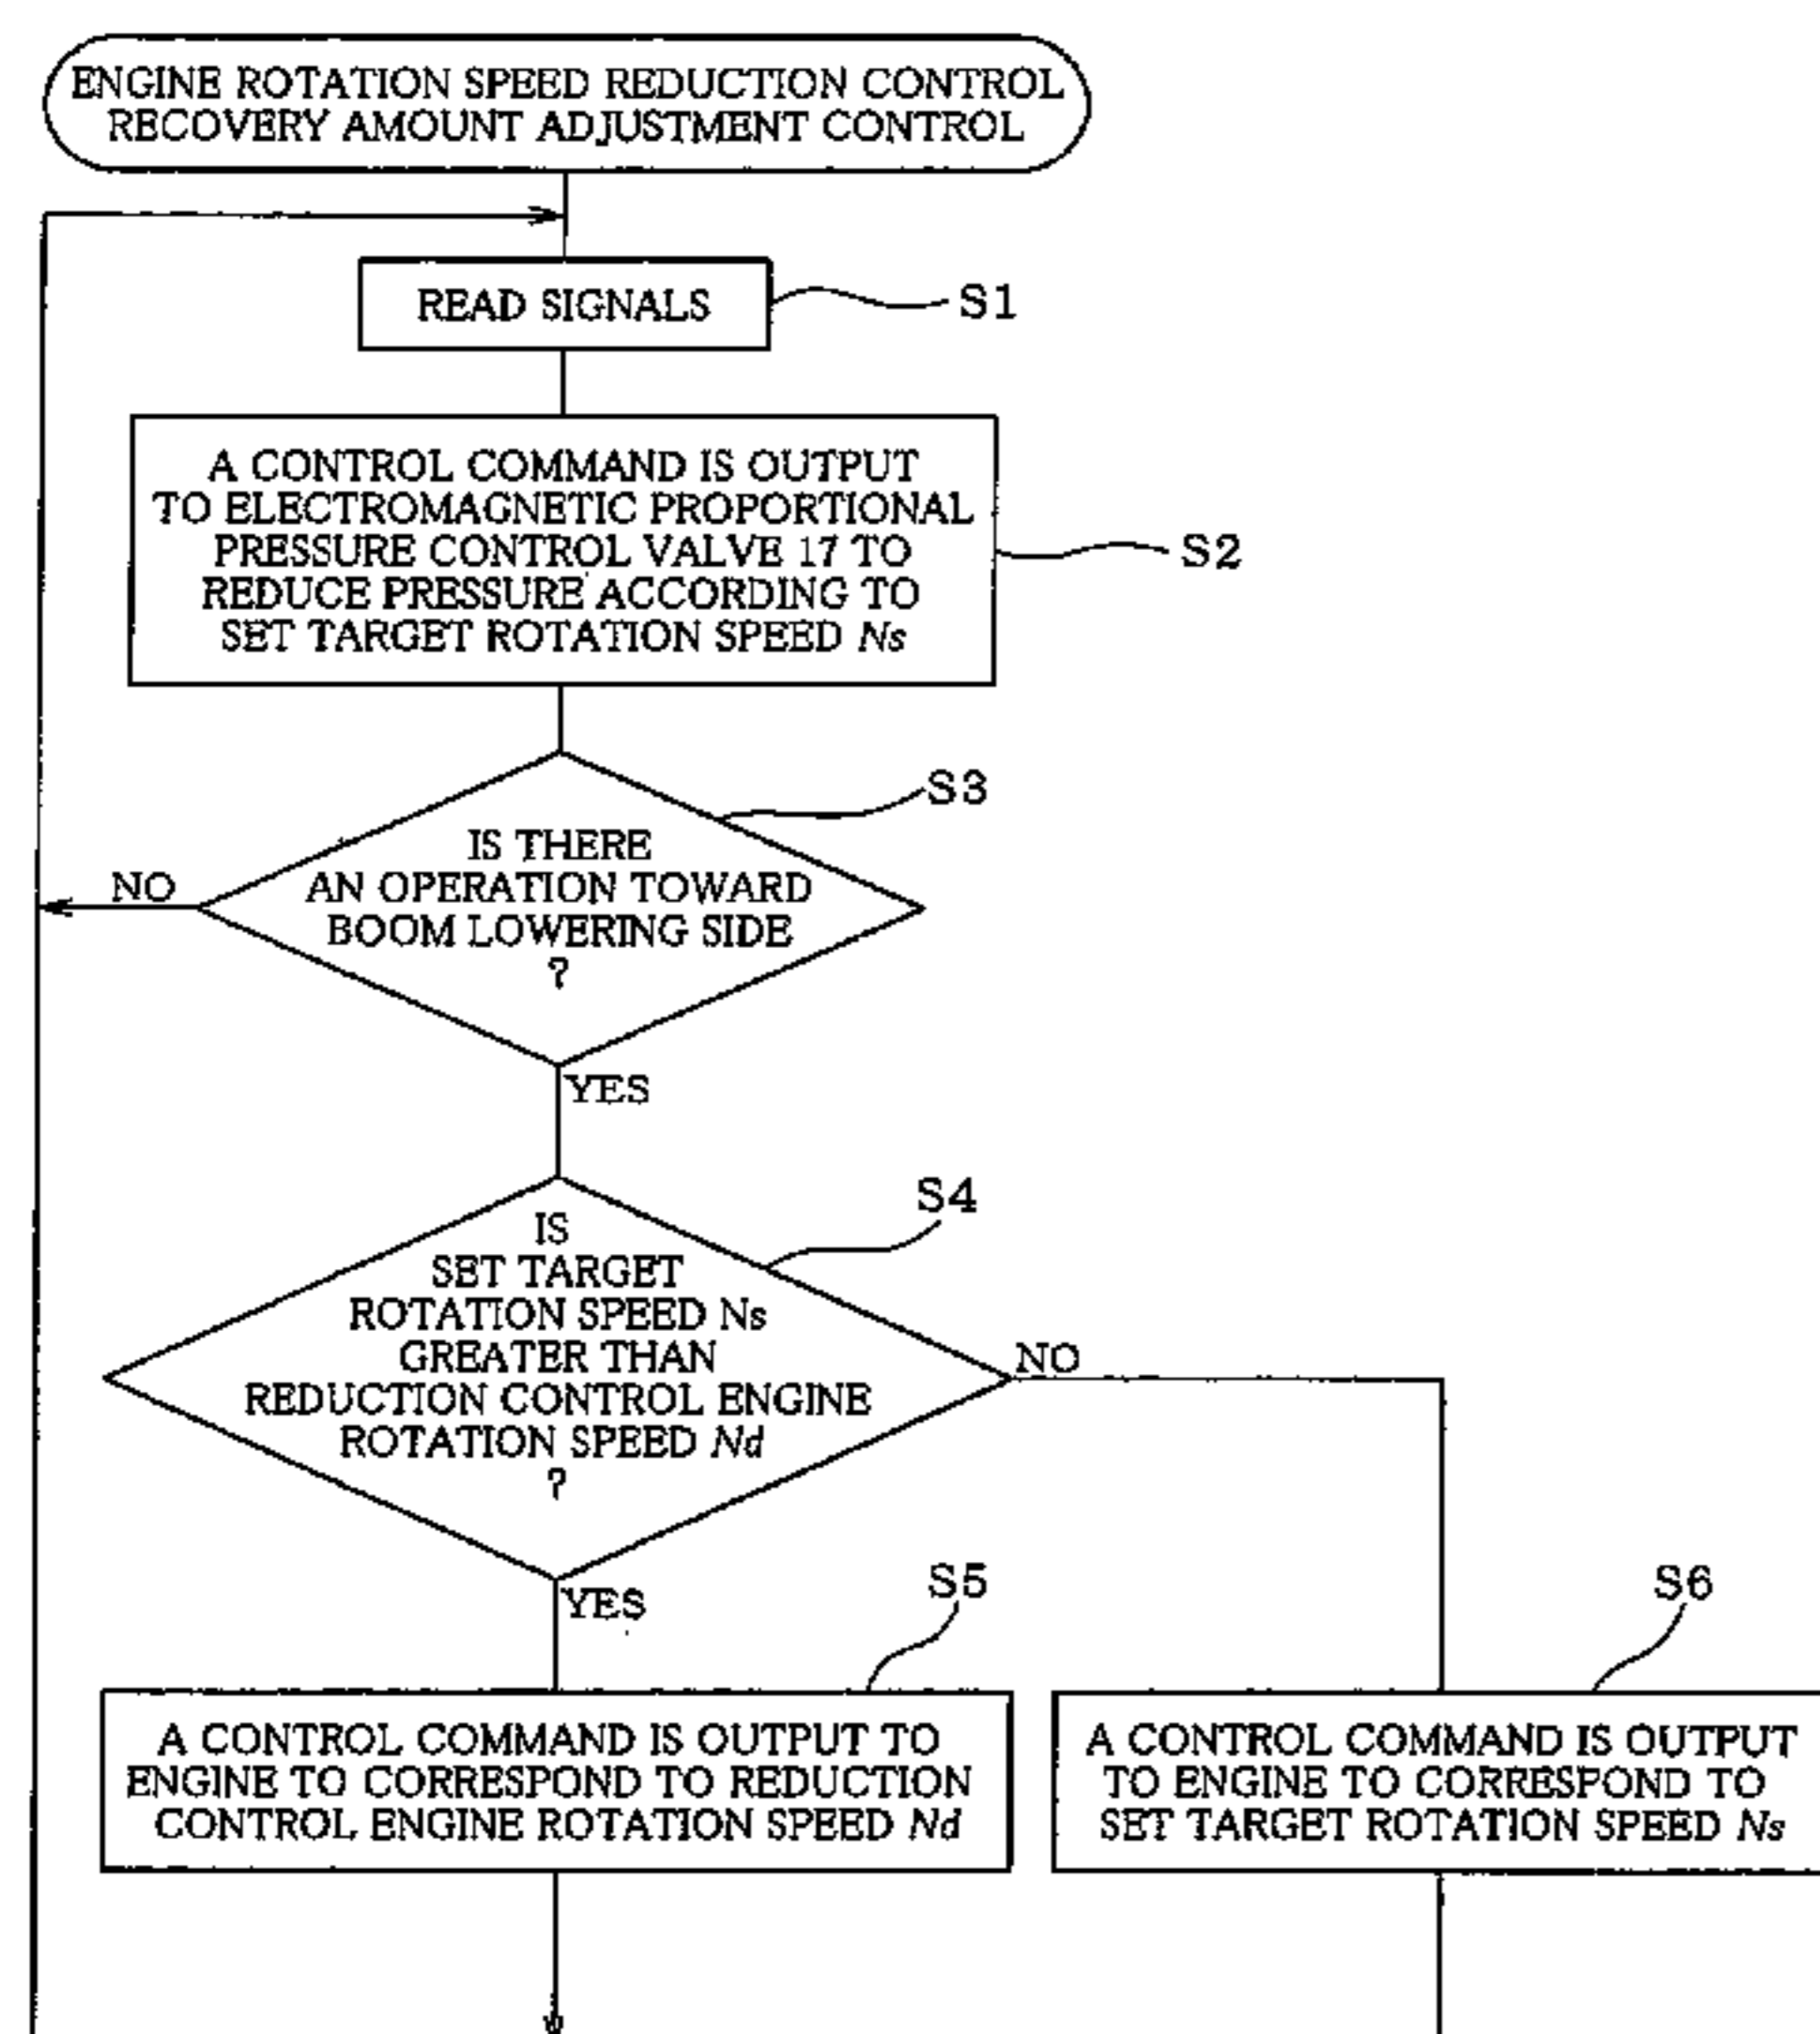 ENGINE ROTATION SPEED REDUCTION CONTROL
RECOVERY AMOUNT ADJUSTMENT CONTROL
READ SIGNALS
S1
A CONTROL COMMAND IS OUTPUT
TO ELECTROMAGNETIC PROPORTIONAL
PRESSURE CONTROL VALVE 17 TO
REDUCE PRESSURE ACCORDING TO
SET TARGET ROTATION SPEED Ns
S2
S3
IS THERE
AN OPERATION TOWARD
BOOM LOWERING SIDE
?
NO
YES
S4
IS
SET TARGET
ROTATION SPEED Ns
GREATER THAN
REDUCTION CONTROL ENGINE
ROTATION SPEED Nd
?
NO
YES
S5
A CONTROL COMMAND IS OUTPUT TO
ENGINE TO CORRESPOND TO REDUCTION
CONTROL ENGINE ROTATION SPEED Nd
S6
A CONTROL COMMAND IS OUTPUT
TO ENGINE TO CORRESPOND TO
SET TARGET ROTATION SPEED Ns